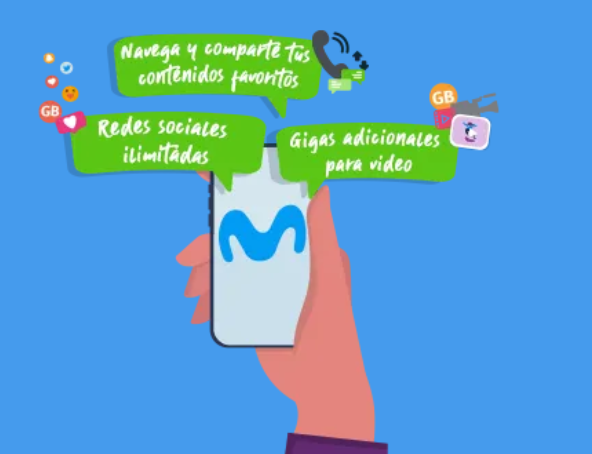 Navega y comparte tus
contenidos favoritos
GB
Redes sociales
ilimitadas
GB
Gigas adicionales
para video